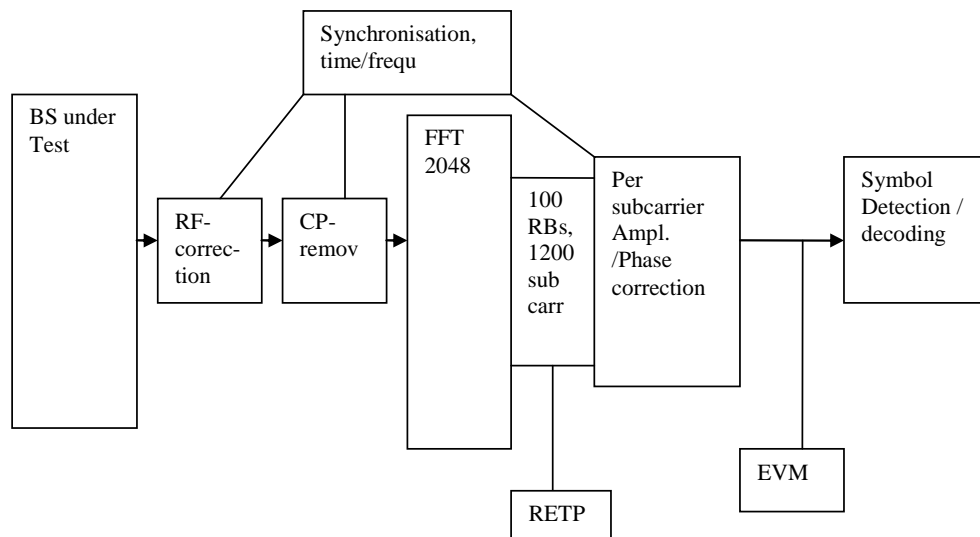 Synchronisation,
time/frequ
BS under
Test
FFT
2048
Per
subcarrier
Ampl.
/Phase
correction
Symbol
Detection /
decoding
RF-
correc-
tion
CP-
remov
100
RBs,
1200
sub
carr
EVM
RETP